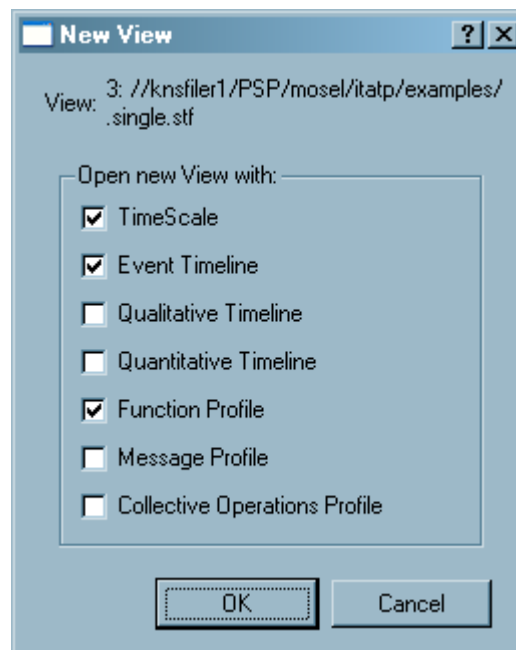 New View
View: 3: //knsfiler1/PSP/mosel/itatp/examples/
.single.stf
Open new View with:
TimeScale
Event Timeline
Qualitative Timeline
Quantitative Timeline
Function Profile
Message Profile
Collective Operations Profile
OK Cancel